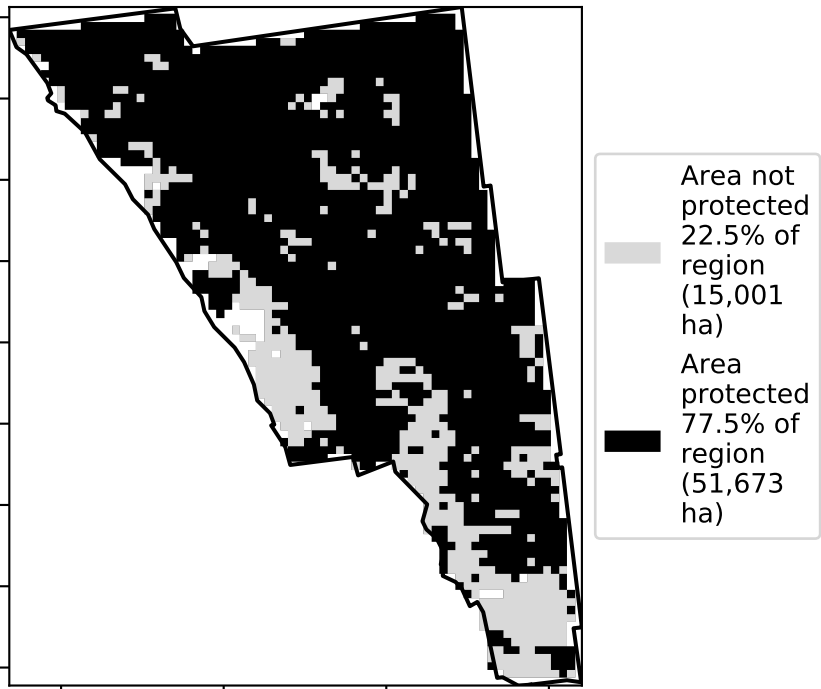 Area not
protected
22.5% of
region
(15,001
ha)
Area
protected
77.5% of
region
(51,673
ha)